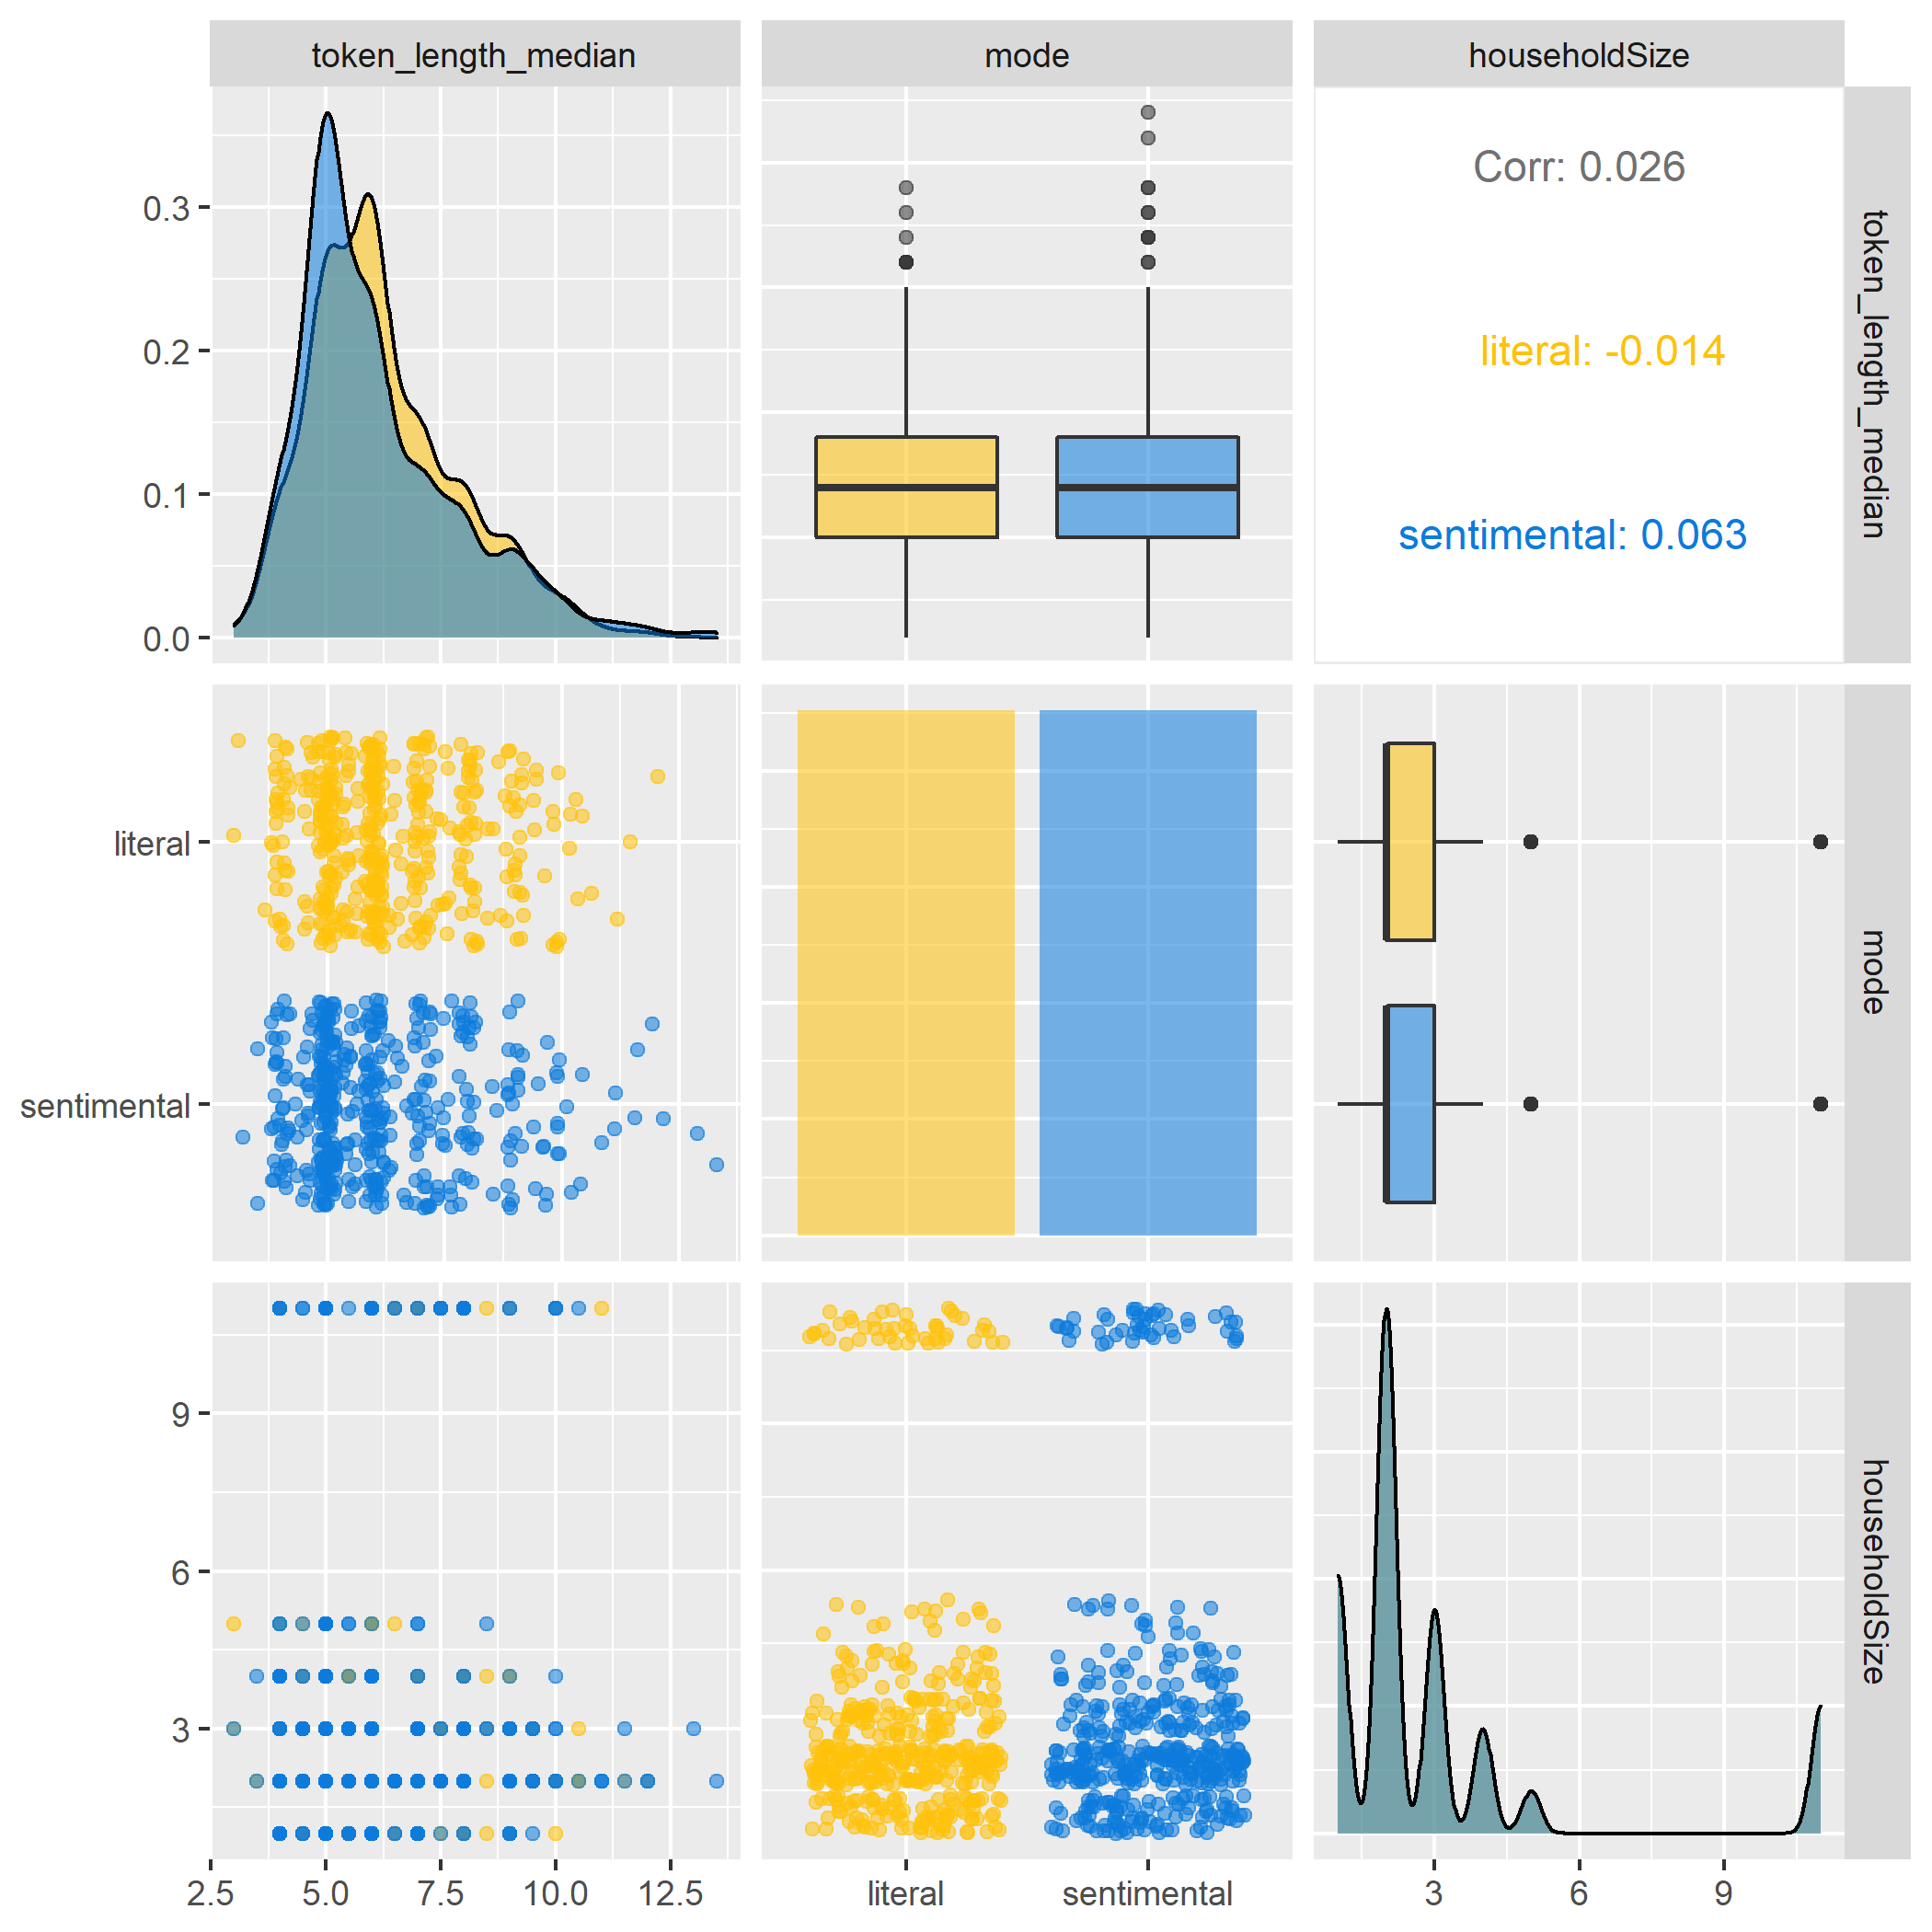 token_length_median
mode
householdSize
0.3
0.2
0.1
0.0
Corr: 0.026
literal: -0.014
sentimental: 0.063
token_length_median
literal
sentimental
mode
9
6
3
householdSize
2.5 5.0 7.5 10.0 12.5
literal sentimental
3 6 9